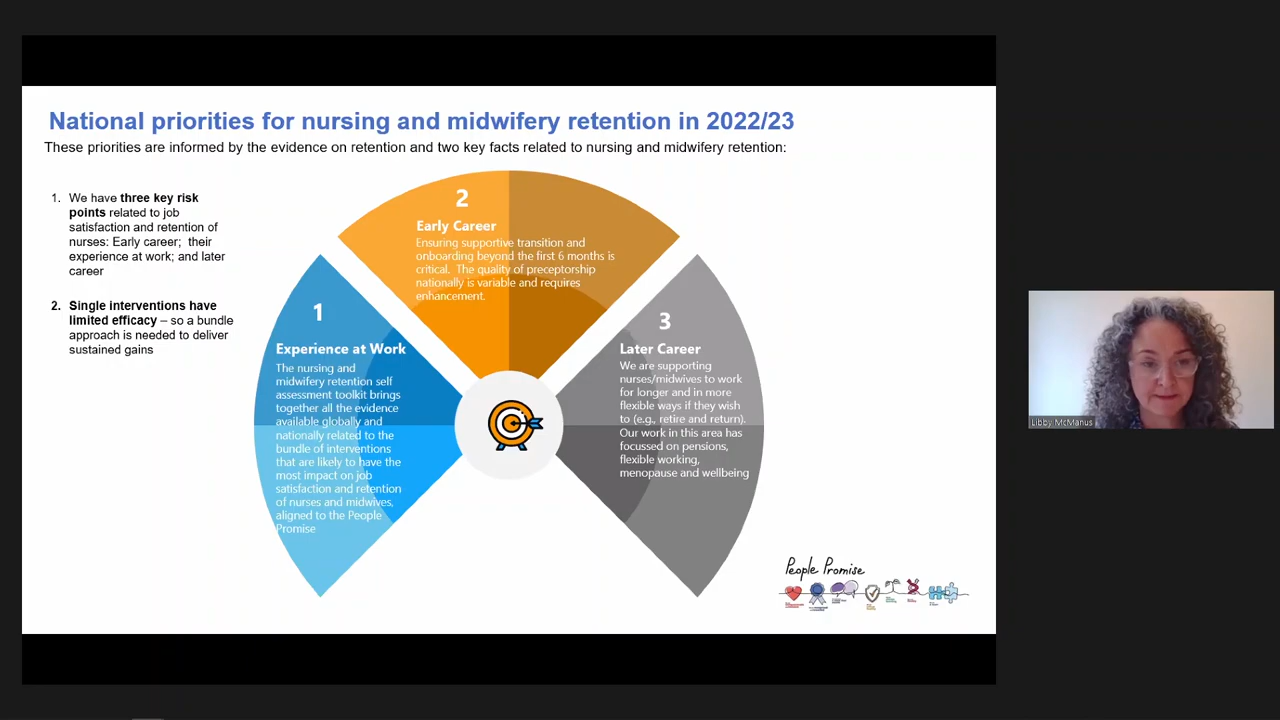 National priorities for nursing and midwifery retention in 2022/23
These priorities are informed by the evidence on retention and two key facts related to nursing and midwifery retention:
1. We have three key risk
points related to job
satisfaction and retention of
nurses: Early career; their
experience at work; and later
career
2. Single interventions have
limited efficacy – so a bundle
approach is needed to deliver
sustained gains
1
Experience at Work
The nursing and
midwifery retention self
assessment toolkit brings
together all the evidence
available globally and
nationally related to the
bundle of interventions
that are likely to have the
most impact on job
satisfaction and retention
of nurses and midwives,
aligned to the People
Promise
2
Early Career
Ensuring supportive transition and
onboarding beyond the first 6 months is
critical. The quality of preceptorship
nationally is variable and requires
enhancement.
3
Later Career
We are supporting
nurses/midwives to work
for longer and in more
flexible ways if they wish
to (e.g., retire and return).
Our work in this area has
focussed on pensions,
flexible working,
menopause and wellbeing
People Promise
Libby McManus